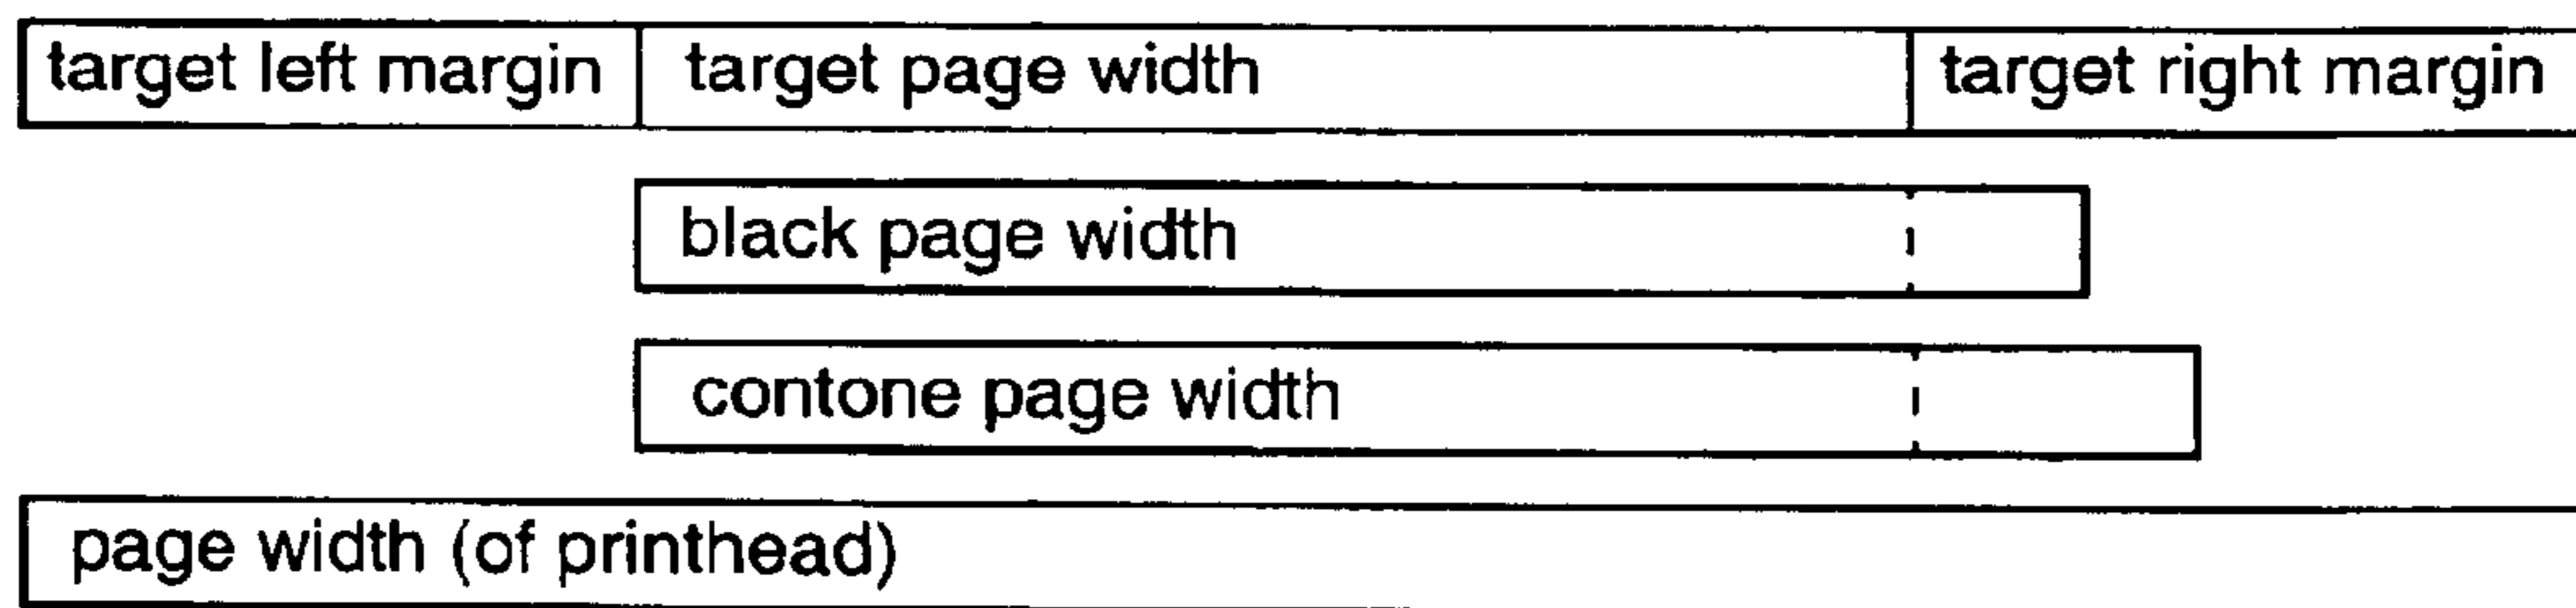 target left margin target page width target right margin
black page width
contone page width
page width (of printhead)